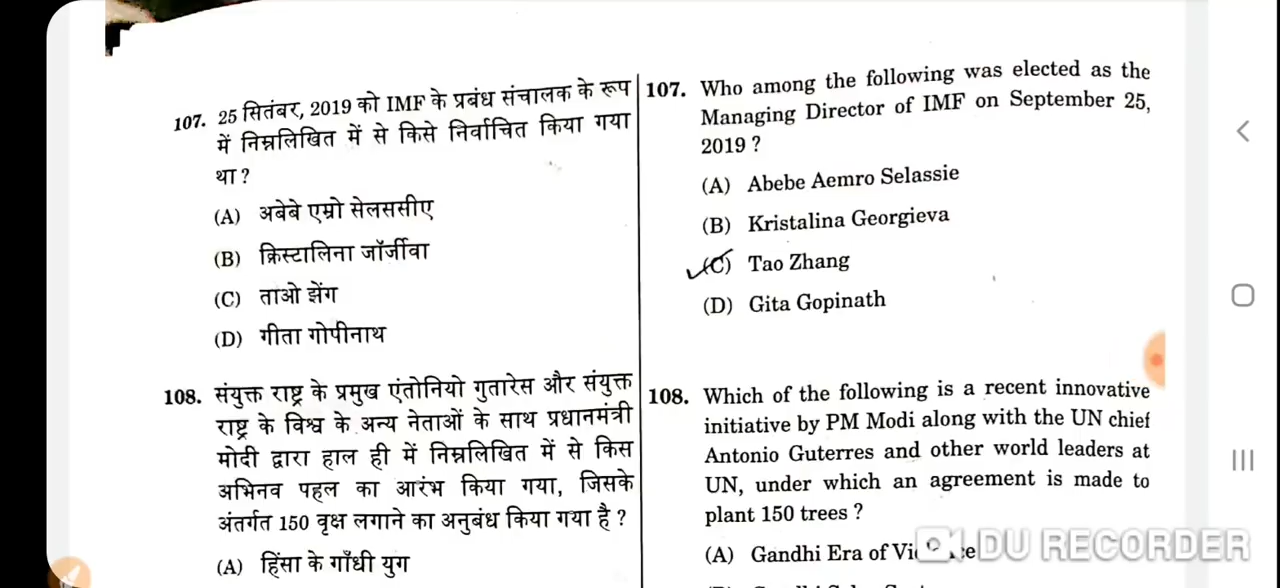 107. 25 सितंबर, 2019 को IMF के प्रबंध संचालक के रूप
में निम्नलिखित में से किसे निर्वाचित किया गया
था ?
(A) अबेबे एम्रो सेलससीए
(B) क्रिस्टालिना जॉर्जीवा
(C) ताओ झेंग
(D) गीता गोपीनाथ
108. संयुक्त राष्ट्र के प्रमुख एंतोनियो गुतारेस और संयुक्त
राष्ट्र के विश्व के अन्य नेताओं के साथ प्रधानमंत्री
मोदी द्वारा हाल ही में निम्नलिखित में से किस
अभिनव पहल का आरंभ किया गया, जिसके
अंतर्गत 150 वृक्ष लगाने का अनुबंध किया गया है ?
(A) हिंसा के गाँधी युग
107. Who among the following was elected as the
Managing Director of IMF on September 25,
2019 ?
(A) Abebe Aemro Selassie
(B) Kristalina Georgieva
(C) Tao Zhang
(D) Gita Gopinath
108. Which of the following is a recent innovative
initiative by PM Modi along with the UN chief
Antonio Guterres and other world leaders at
UN, under which an agreement is made to
plant 150 trees ?
(A) Gandhi Era of
DU RECORDER